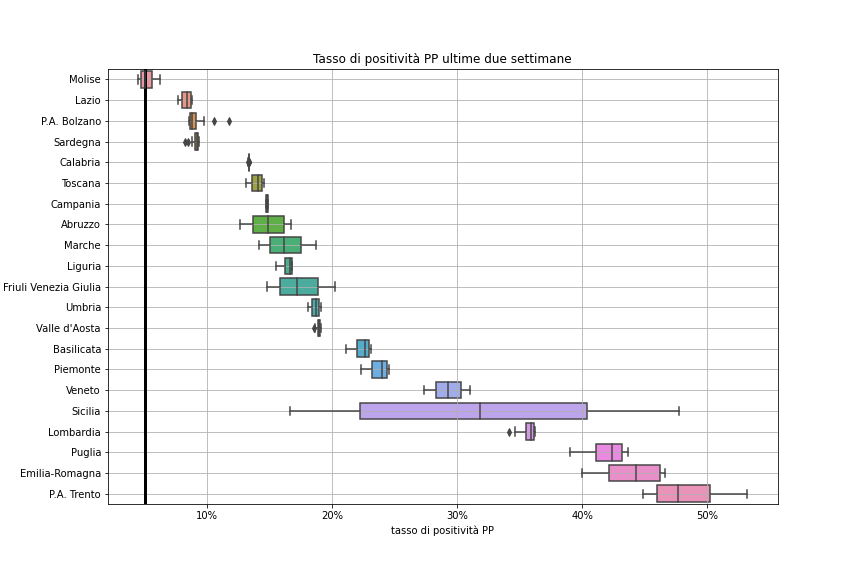 Tasso di positività PP ultime due settimane
Molise
Lazio
P.A. Bolzano
Sardegna
Calabria
Toscana
Campania
Abruzzo
Marche
Liguria
Friuli Venezia Giulia
Umbria
Valle d'Aosta
Basilicata
Piemonte
Veneto
Sicilia
Lombardia
Puglia
Emilia-Romagna
P.A. Trento
10% 20% 30% 40% 50%
tasso di positività PP